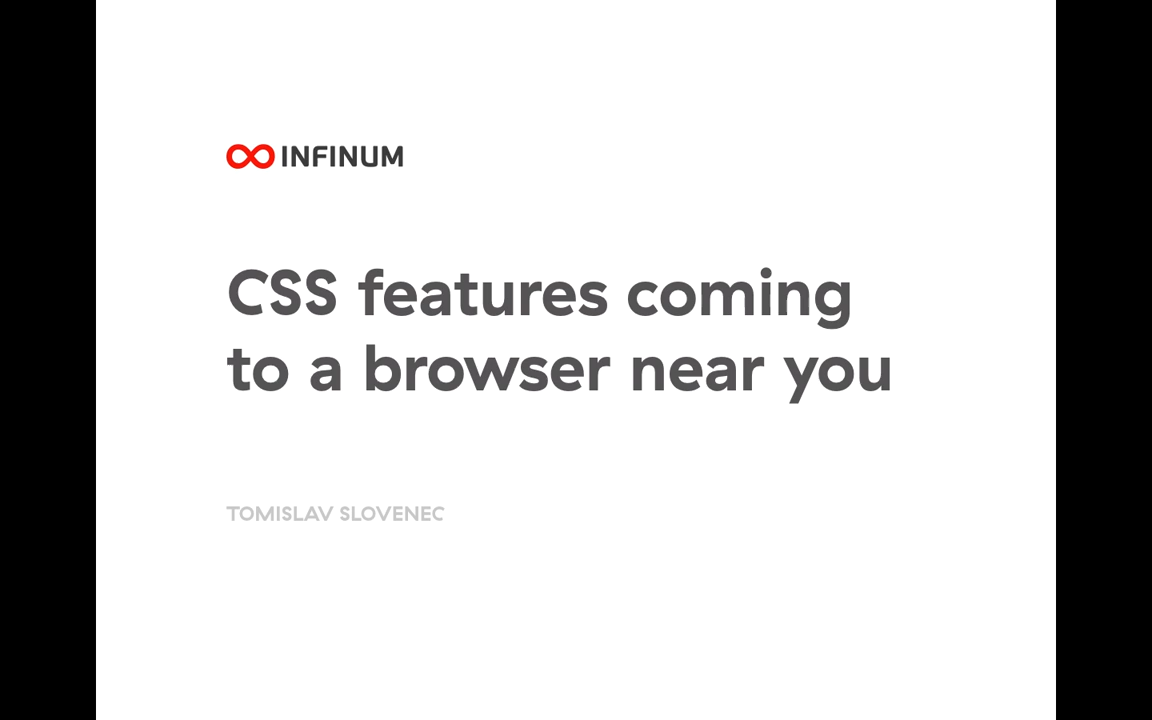 INFINUM
CSS features coming
to a browser near you
TOMISLAV SLOVENEC